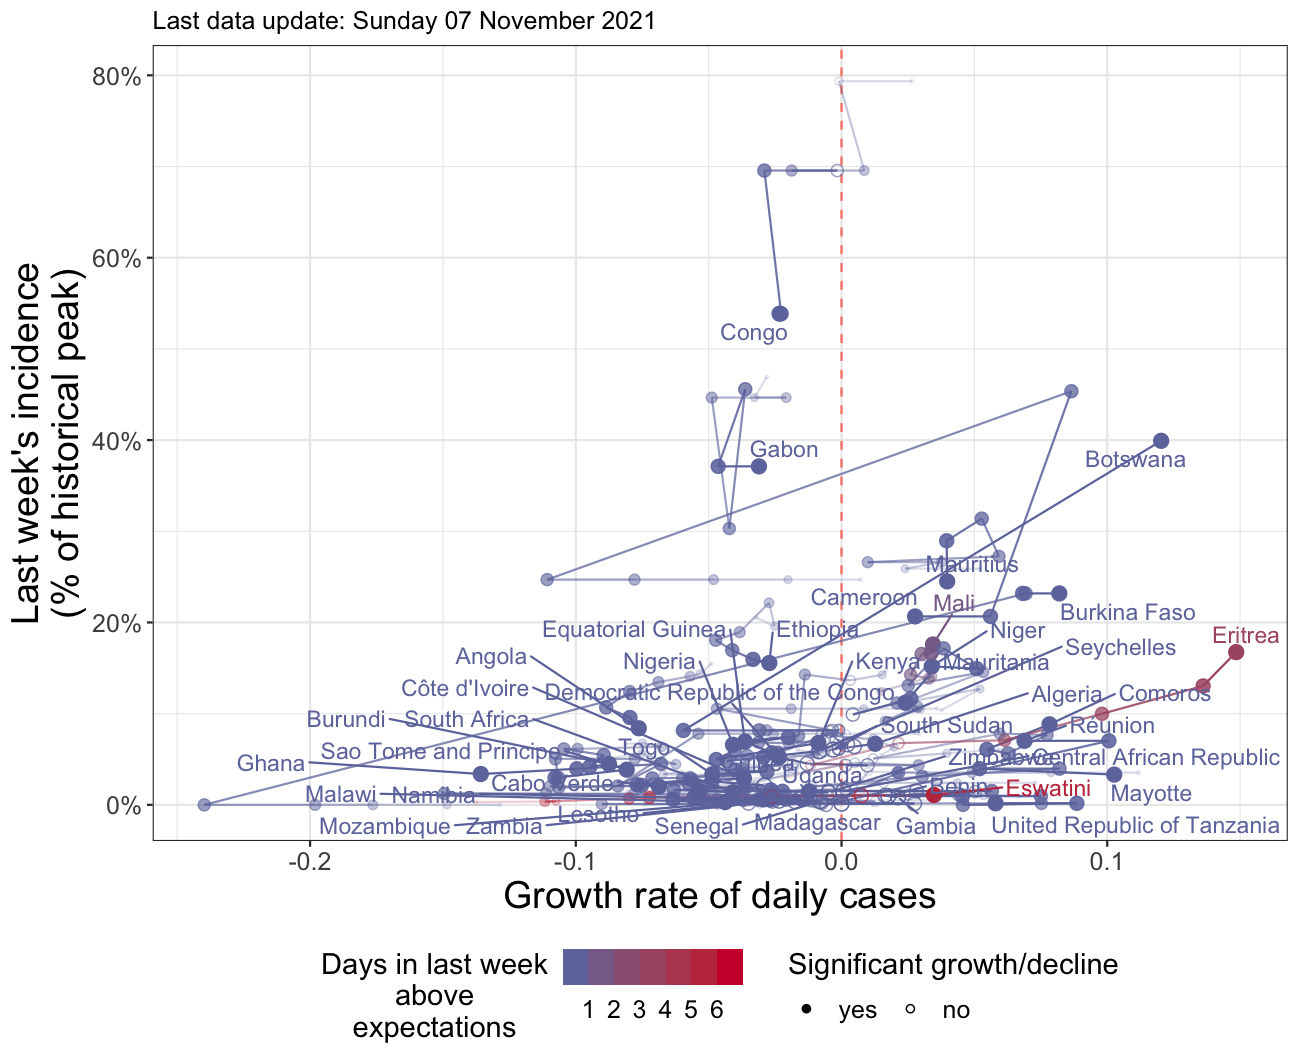 Last data update: Sunday 07 November 2021
Last week's incidence
(% of historical peak)
80%
60%
40%
20%
0%
Congo
Gabon
Botswana
Mauritius
Cameroon
Mali
Burkina Faso
Equatorial Guinea
Ethiopia
Niger
Eritrea
Angola
Nigeria
Kenya
Mauritania
Seychelles
Côte d'Ivoire
Democratic Republic of the Congo
Algeria
Comoros
Burundi
South Africa
South Sudan
Réunion
Sao Tome and Principe
Togo
Zimbabwe
Central African Republic
Ghana
Uganda
Cabo Verde
Benin
Eswatini
Malawi
Namibia
Mayotte
Lesotho
Mozambique
Zambia
Senegal
Madagascar
Gambia
United Republic of Tanzania
-0.2
-0.1
0.0
0.1
Growth rate of daily cases
Days in last week
above
expectations
1 2 3 4 5 6
Significant growth/decline
yes
no